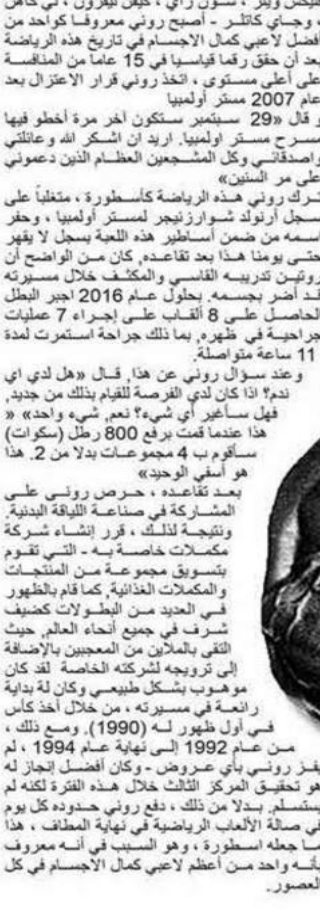 فيكس ويلر ، شون راي ، كيفن ليفرون ، لي كاهن
، وجاي كاتلر - أصبح روني معروفا كواحد من
أفضل لاعبي كمال الاجسام في تاريخ هذه الرياضة
بعد أن حقق رقما قياسيا في 15 عاما من المنافسة
على أعلى مستوى، اتخذ روني قرار الاعتزال بعد
عام 2007 مستر أولمبيا
و قال «29 سبتمبر ستكون آخر مرة أخطو فيها
مسرح مستر اولمبيا. اريد ان اشكر الله وعائلتي
واصدقائي وكل المشجعين العظام الذين دعموني
على مر السنين»
ترك روني هذه الرياضة كأسطورة ، متغلباً على
سجل أرنولد شوارزنيجر لمستر أولمبيا ، وحفر
اسمه من ضمن أساطير هذه اللعبة بسجل لا يقهر
حتى يومنا هذا بعد تقاعده, كان من الواضح أن
روتين تدريبه القاسي والمكثف خلال مسيرته
قد أضر بجسمه. بحلول عام 2016 اجبر البطل
الحاصل على 8 ألقاب على إجراء 7 عمليات
جراحية في ظهره, بما ذلك جراحة استمرت لمدة
11 ساعة متواصلة.
وعند سؤال روني عن هذا, قال «هل لدي اي
ندم؟ اذا كان لدي الفرصة للقيام بذلك من جديد,
فهل سأغير أي شيء؟ نعم, شيء واحد» «
هذا عندما قمت برفع 800 رطل (سكوات)
سأقوم ب 4 مجموعات بدلا من 2. هذا
هو أسفي الوحيد»
بعد تقاعده ، حرص روني على
المشاركة في صناعة اللياقة البدنية.
ونتيجة لذلك ، قرر إنشاء شركة
مكملات خاصة به - التي تقوم
بتسويق مجموعة من المنتجات
والمكملات الغذائية, كما قام بالظهور
في العديد من البطولات كضيف
شرف في جميع أنحاء العالم, حيث
التقى بالملاين من المعجبين بالإضافة
إلى ترويجه لشركته الخاصة لقد كان
موهوب بشكل طبيعي وكان لة بداية
رائعة في مسيرته ، من خلال أخذ كأس
في أول ظهور له (1990). ومع ذلك ،
من عام 1992 إلى نهاية عام 1994 ، لم
يفز روني بأي عروض - وكان أفضل إنجاز له
هو تحقيق المركز الثالث خلال هذه الفترة لكنه لم
يستسلم. بدلا من ذلك ، دفع روني حدوده كل يوم
في صالة الألعاب الرياضية في نهاية المطاف ، هذا
ما جعله اسطورة ، وهو السبب في أنه معروف
بأنه واحد من أعظم لاعبي كمال الاجسام في كل
العصور.